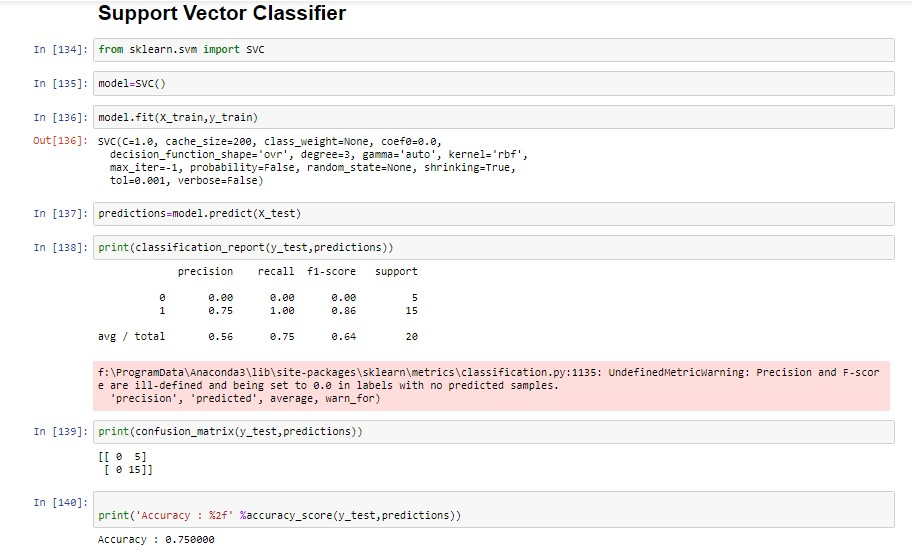 Support Vector Classifier
In [134]: from sklearn.svm import SVC
In [135]: model=SVC()
In [136]: model.fit(X_train,y_train)
Out[136]: SVC(C=1.0, cache_size=200, class_weight=None, coef0=0.0,
decision_function_shape='ovr', degree=3, gamma='auto', kernel='rbf',
max_iter=-1, probability=False, random_state=None, shrinking=True,
tol=0.001, verbose=False)
In [137]: predictions=model.predict(X_test)
In [138]: print(classification_report(y_test,predictions))
precision recall f1-score support
0 0.00 0.00 0.00 5
1 0.75 1.00 0.86 15
avg / total 0.56 0.75 0.64 20
f:\ProgramData\Anaconda3\lib\site-packages\sklearn\metrics\classification.py:1135: UndefinedMetricWarning: Precision and F-scor
e are ill-defined and being set to 0.0 in labels with no predicted samples.
'precision', 'predicted', average, warn_for)
In [139]: print(confusion_matrix(y_test,predictions))
[[ 0 5]
[ 0 15]]
In [140]:
print('Accuracy : %2f' %accuracy_score(y_test,predictions))
Accuracy : 0.750000